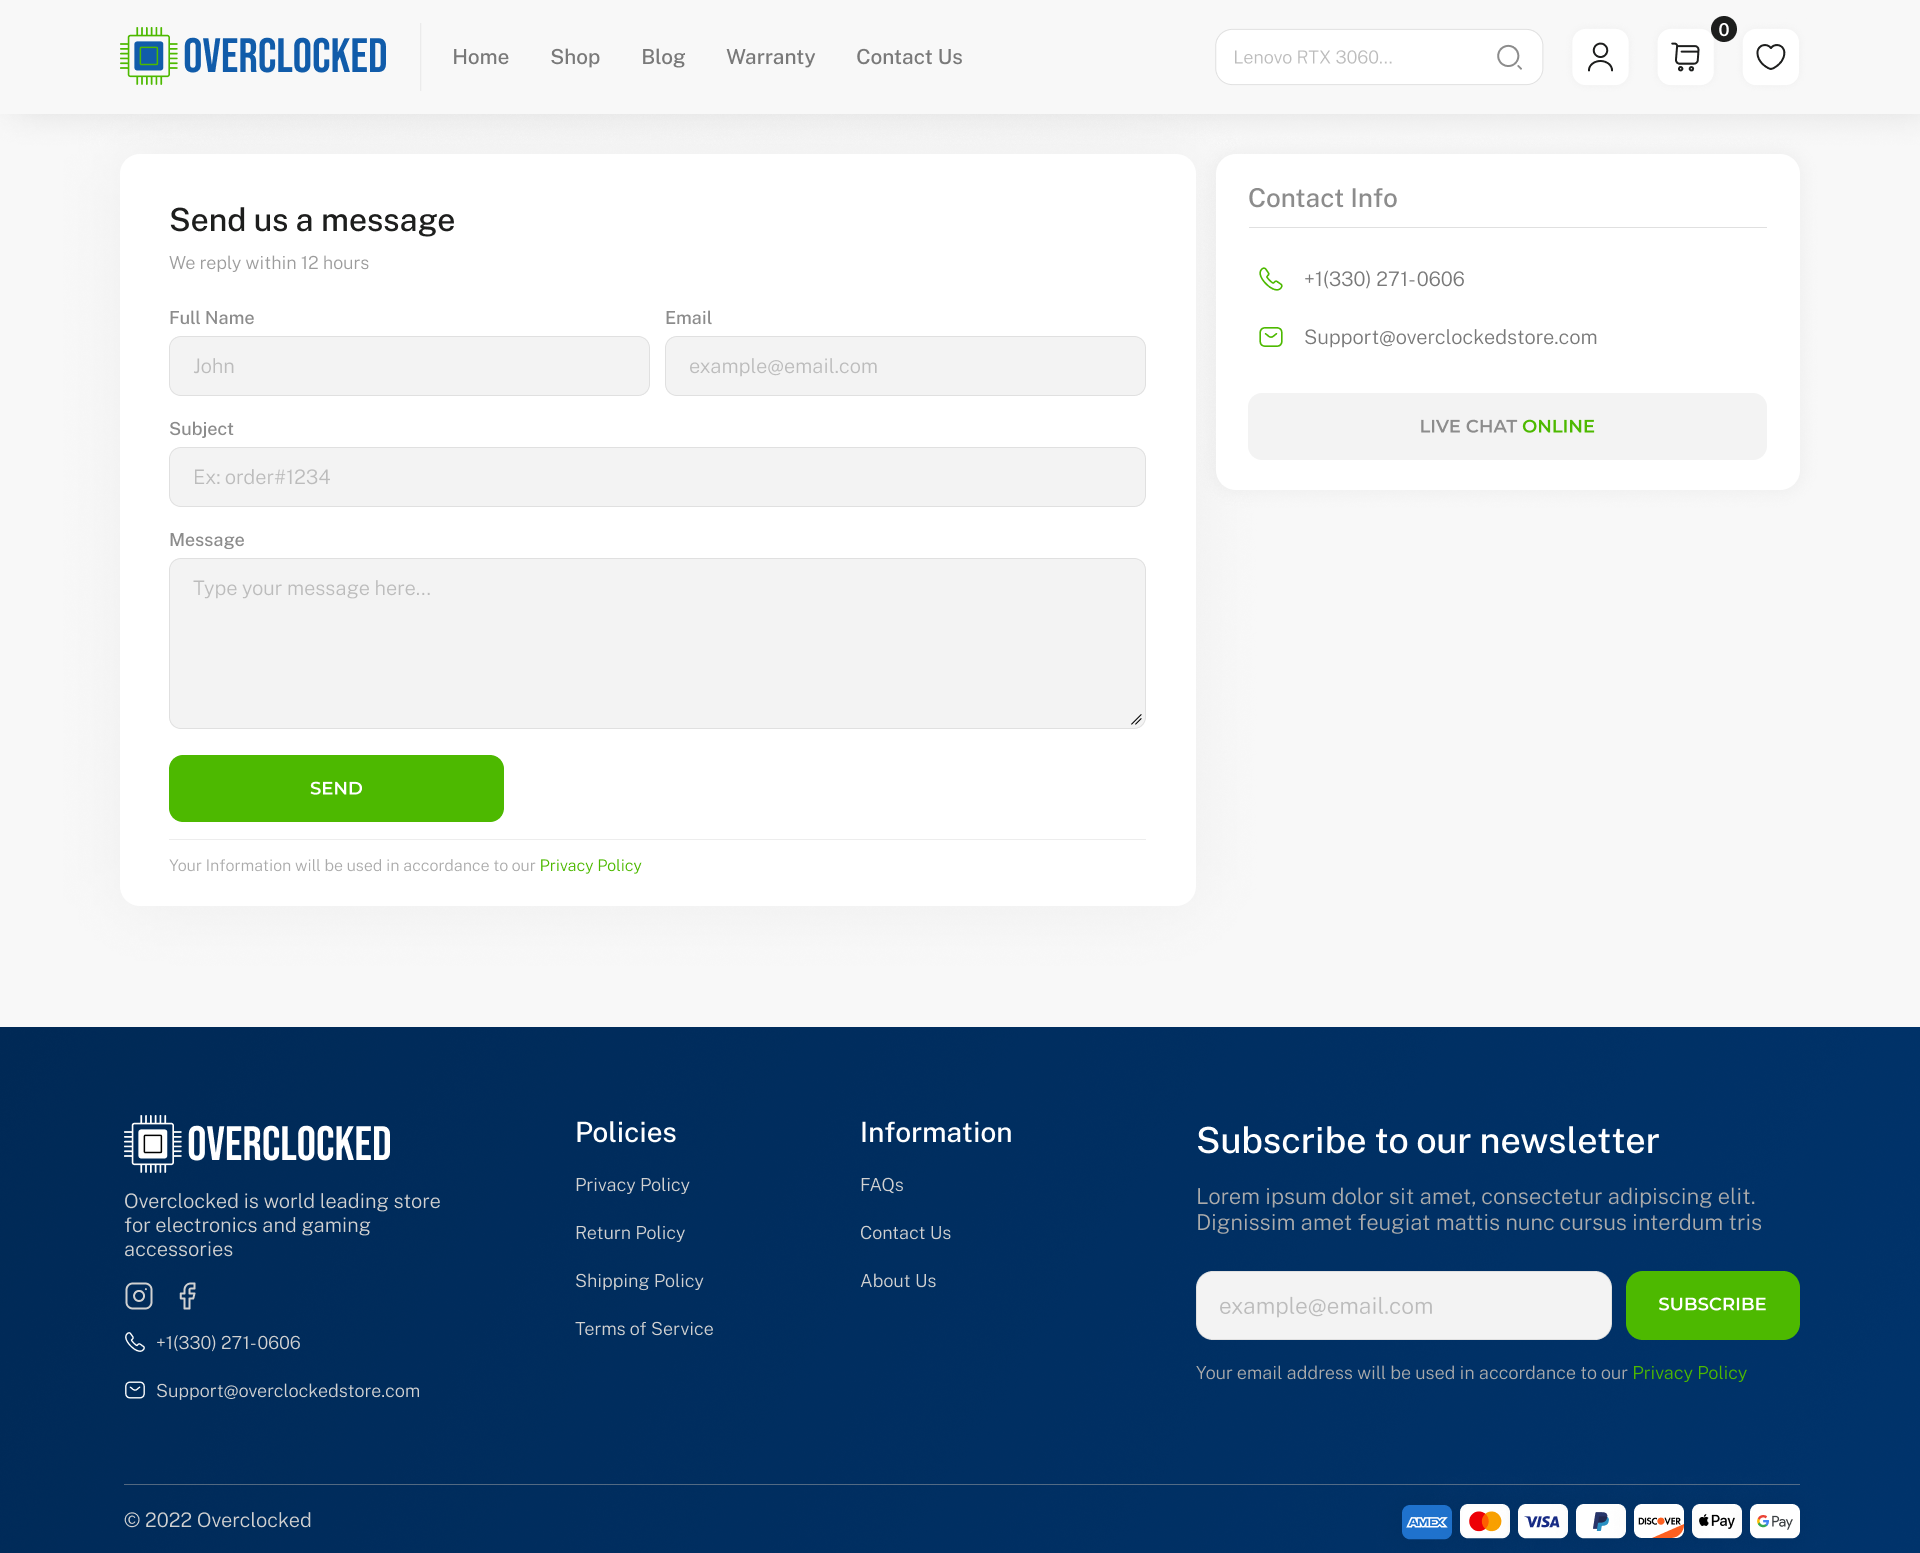 OVERCLOCKED
Home
Shop
Blog
Warranty
Contact Us
Lenovo RTX 3060...
0
Send us a message
We reply within 12 hours
Full Name
Email
John
example@email.com
Subject
Ex: order#1234
Message
Type your message here...
SEND
Your Information will be used in accordance to our Privacy Policy
Contact Info
+1(330) 271-0606
Support@overclockedstore.com
LIVE CHAT ONLINE
OVERCLOCKED
Overclocked is world leading store
for electronics and gaming
accessories
+1(330) 271-0606
Support@overclockedstore.com
Policies
Privacy Policy
Return Policy
Shipping Policy
Terms of Service
Information
FAQs
Contact Us
About Us
Subscribe to our newsletter
Lorem ipsum dolor sit amet, consectetur adipiscing elit.
Dignissim amet feugiat mattis nunc cursus interdum tris
example@email.com
SUBSCRIBE
Your email address will be used in accordance to our Privacy Policy
© 2022 Overclocked
AMEX
VISA
DISCOVER
Pay
G Pay